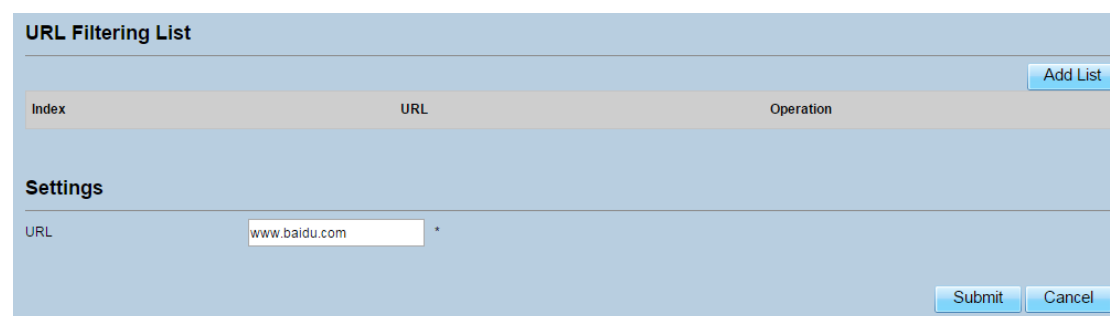 URL Filtering List
Add List
Index URL Operation
Settings
URL www.baidu.com *
Submit Cancel